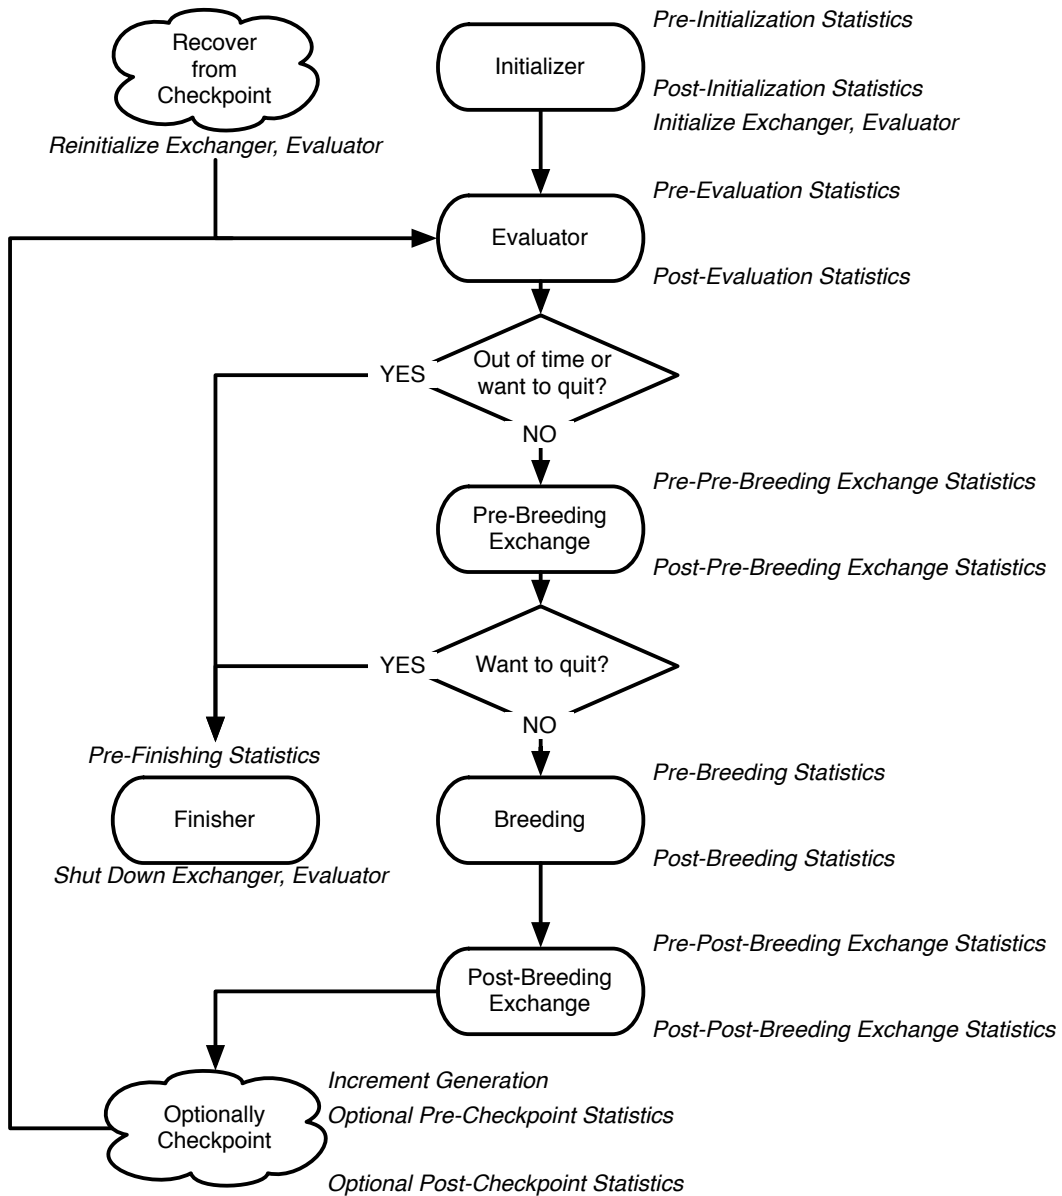 Pre-Initialization Statistics
Recover
from
Checkpoint
Initializer
Post-Initialization Statistics
Initialize Exchanger, Evaluator
Reinitialize Exchanger, Evaluator
Pre-Evaluation Statistics
Evaluator
Post-Evaluation Statistics
Out of time or
want to quit?
YES
NO
Pre-Pre-Breeding Exchange Statistics
Pre-Breeding
Exchange
Post-Pre-Breeding Exchange Statistics
Want to quit?
YES
NO
Pre-Finishing Statistics
Finisher
Shut Down Exchanger, Evaluator
Pre-Breeding Statistics
Breeding
Post-Breeding Statistics
Pre-Post-Breeding Exchange Statistics
Post-Breeding
Exchange
Post-Post-Breeding Exchange Statistics
Increment Generation
Optional Pre-Checkpoint Statistics
Optionally
Checkpoint
Optional Post-Checkpoint Statistics